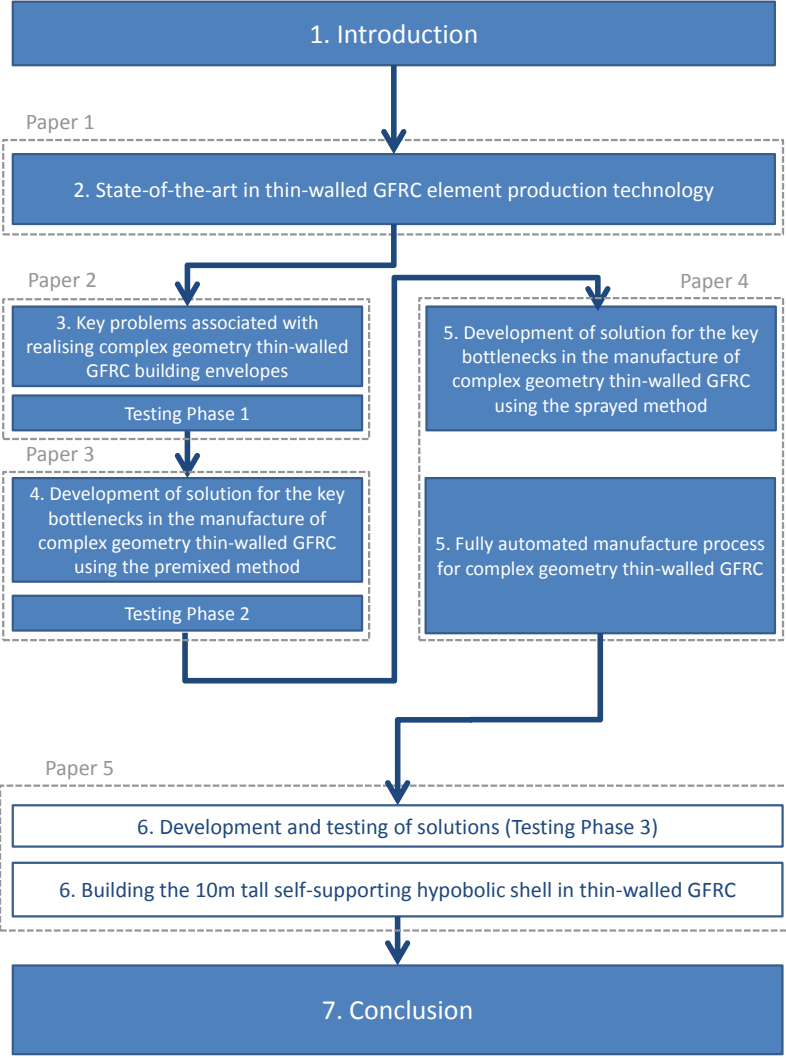 1. Introduction
Paper 1
2. State-of-the-art in thin-walled GFRC element production technology
Paper 2
3. Key problems associated with
realising complex geometry thin-walled
GFRC building envelopes
Testing Phase 1
Paper 3
4. Development of solution for the key
bottlenecks in the manufacture of
complex geometry thin-walled GFRC
using the premixed method
Testing Phase 2
Paper 4
5. Development of solution for the key
bottlenecks in the manufacture of
complex geometry thin-walled GFRC
using the sprayed method
5. Fully automated manufacture process
for complex geometry thin-walled GFRC
Paper 5
6. Development and testing of solutions (Testing Phase 3)
6. Building the 10m tall self-supporting hypobolic shell in thin-walled GFRC
7. Conclusion